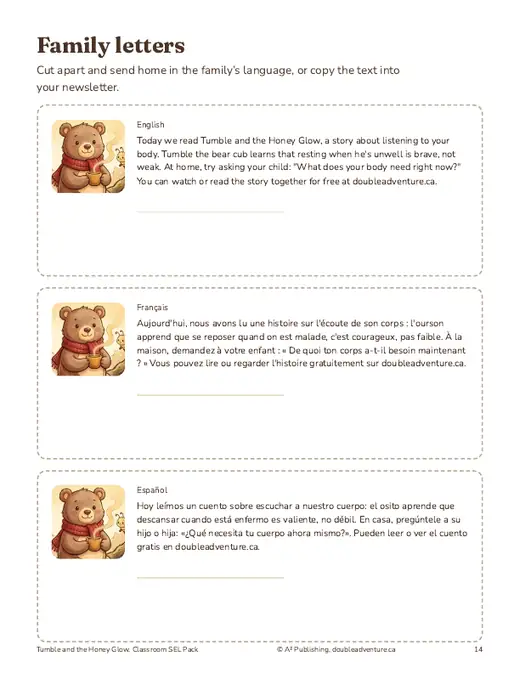 Family letters
Cut apart and send home in the family's language, or copy the text into
your newsletter.
English
Today we read Tumble and the Honey Glow, a story about listening to your
body. Tumble the bear cub learns that resting when he's unwell is brave, not
weak. At home, try asking your child: "What does your body need right now?"
You can watch or read the story together for free at doubleadventure.ca.
Français
Aujourd'hui, nous avons lu une histoire sur l'écoute de son corps : l'ourson
apprend que se reposer quand on est malade, c'est courageux, pas faible. À la
maison, demandez à votre enfant : « De quoi ton corps a-t-il besoin maintenant
? » Vous pouvez lire ou regarder l'histoire gratuitement sur doubleadventure.ca.
Español
Hoy leímos un cuento sobre escuchar a nuestro cuerpo: el osito aprende que
descansar cuando está enfermo es valiente, no débil. En casa, pregúntele a su
hijo o hija: «¿Qué necesita tu cuerpo ahora mismo?». Pueden leer o ver el cuento
gratis en doubleadventure.ca.
Tumble and the Honey Glow. Classroom SEL Pack
© A² Publishing, doubleadventure.ca
14